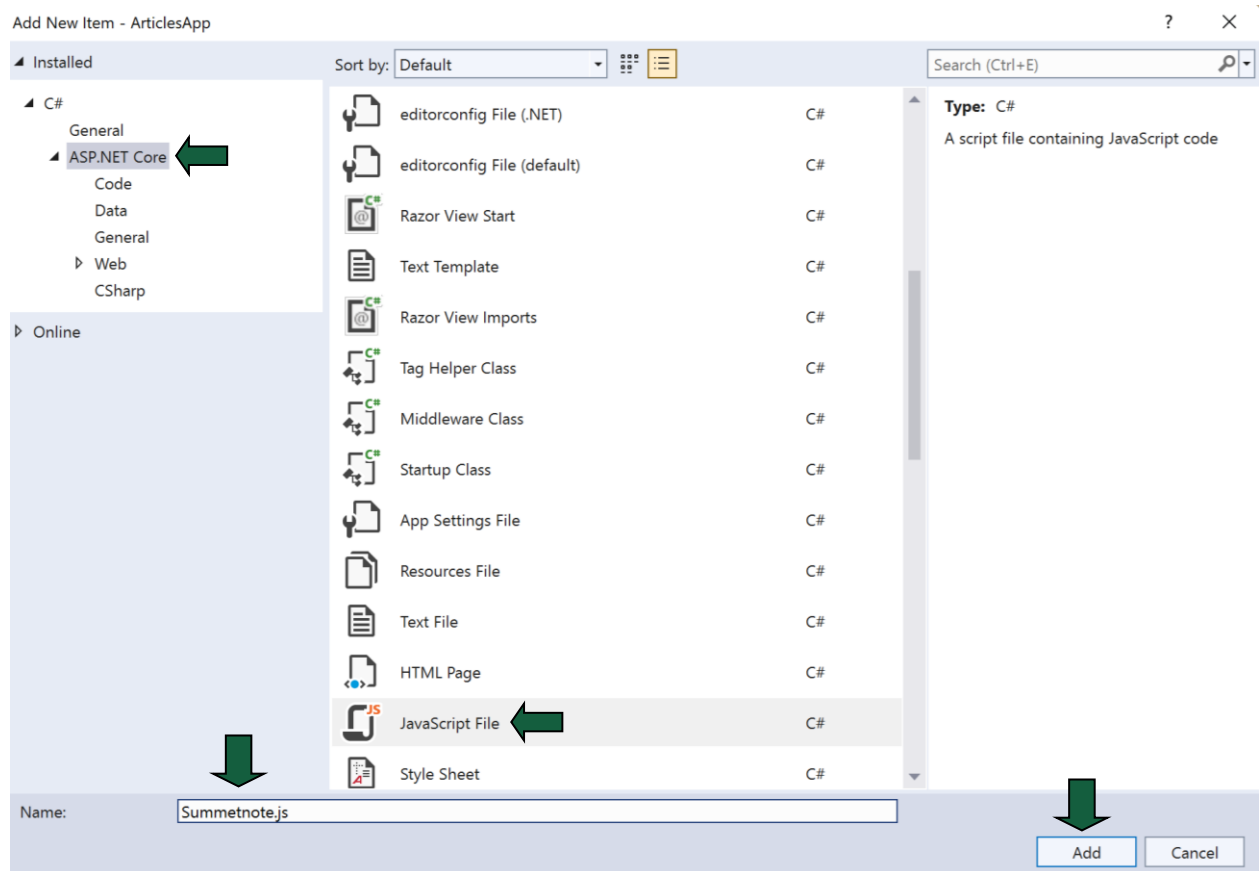 Add New Item - ArticlesApp
?
Installed
Sort by: Default
Search (Ctrl+E)
C#
General
ASP.NET Core
Code
Data
General
Web
CSharp
Online
editorconfig File (.NET) C#
editorconfig File (default) C#
Razor View Start C#
Text Template C#
Razor View Imports C#
Tag Helper Class C#
Middleware Class C#
Startup Class C#
App Settings File C#
Resources File C#
Text File C#
HTML Page C#
JavaScript File C#
Style Sheet C#
Type: C#
A script file containing JavaScript code
Name: Summetnote.js
Add Cancel